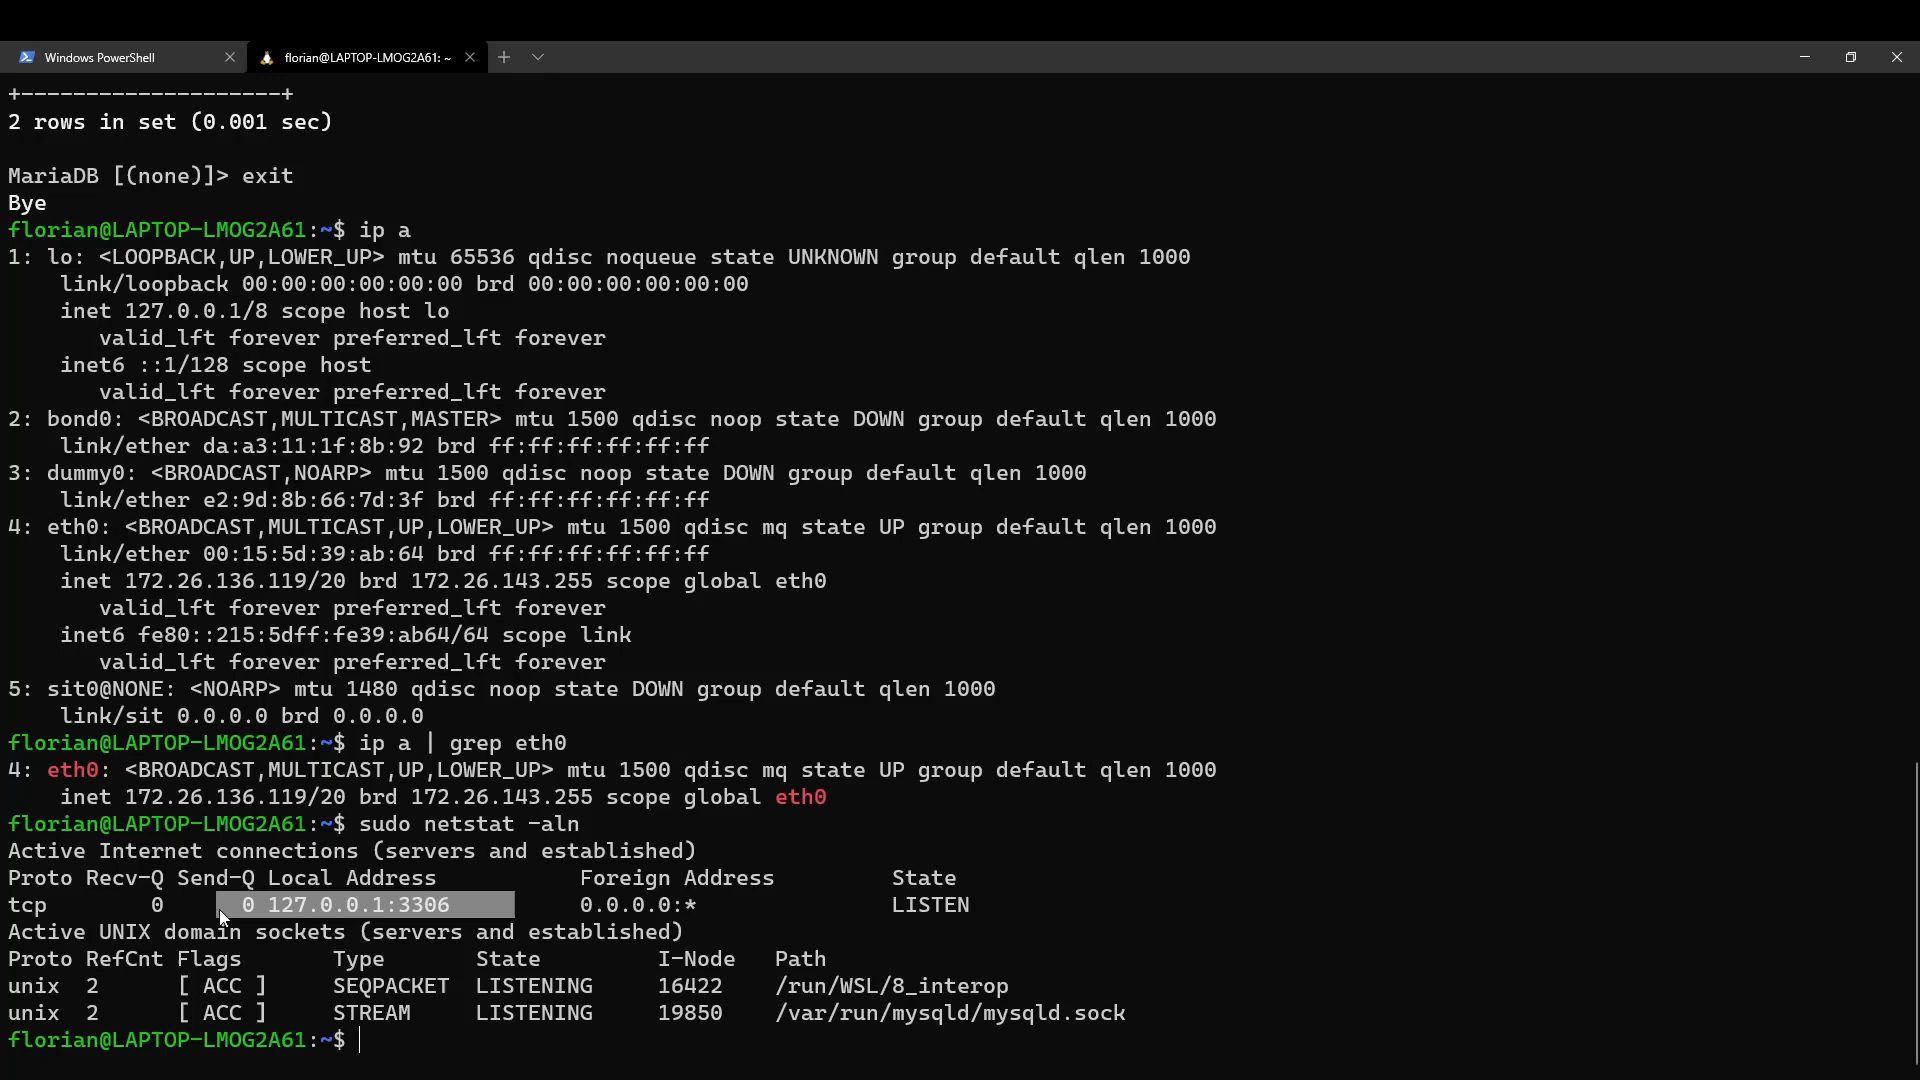 Windows PowerShell
florian@LAPTOP-LMOG2A61: ~
+--------------------+
2 rows in set (0.001 sec)
MariaDB [(none)]> exit
Bye
florian@LAPTOP-LMOG2A61:~$ ip a
1: lo: <LOOPBACK,UP,LOWER_UP> mtu 65536 qdisc noqueue state UNKNOWN group default qlen 1000
    link/loopback 00:00:00:00:00:00 brd 00:00:00:00:00:00
    inet 127.0.0.1/8 scope host lo
       valid_lft forever preferred_lft forever
    inet6 ::1/128 scope host
       valid_lft forever preferred_lft forever
2: bond0: <BROADCAST,MULTICAST,MASTER> mtu 1500 qdisc noop state DOWN group default qlen 1000
    link/ether da:a3:11:1f:8b:92 brd ff:ff:ff:ff:ff:ff
3: dummy0: <BROADCAST,NOARP> mtu 1500 qdisc noop state DOWN group default qlen 1000
    link/ether e2:9d:8b:66:7d:3f brd ff:ff:ff:ff:ff:ff
4: eth0: <BROADCAST,MULTICAST,UP,LOWER_UP> mtu 1500 qdisc mq state UP group default qlen 1000
    link/ether 00:15:5d:39:ab:64 brd ff:ff:ff:ff:ff:ff
    inet 172.26.136.119/20 brd 172.26.143.255 scope global eth0
       valid_lft forever preferred_lft forever
    inet6 fe80::215:5dff:fe39:ab64/64 scope link
       valid_lft forever preferred_lft forever
5: sit0@NONE: <NOARP> mtu 1480 qdisc noop state DOWN group default qlen 1000
    link/sit 0.0.0.0 brd 0.0.0.0
florian@LAPTOP-LMOG2A61:~$ ip a | grep eth0
4: eth0: <BROADCAST,MULTICAST,UP,LOWER_UP> mtu 1500 qdisc mq state UP group default qlen 1000
    inet 172.26.136.119/20 brd 172.26.143.255 scope global eth0
florian@LAPTOP-LMOG2A61:~$ sudo netstat -aln
Active Internet connections (servers and established)
Proto Recv-Q Send-Q Local Address           Foreign Address         State
tcp        0      0 127.0.0.1:3306          0.0.0.0:*               LISTEN
Active UNIX domain sockets (servers and established)
Proto RefCnt Flags       Type       State         I-Node   Path
unix  2      [ ACC ]     SEQPACKET  LISTENING     16422    /run/WSL/8_interop
unix  2      [ ACC ]     STREAM     LISTENING     19850    /var/run/mysqld/mysqld.sock
florian@LAPTOP-LMOG2A61:~$